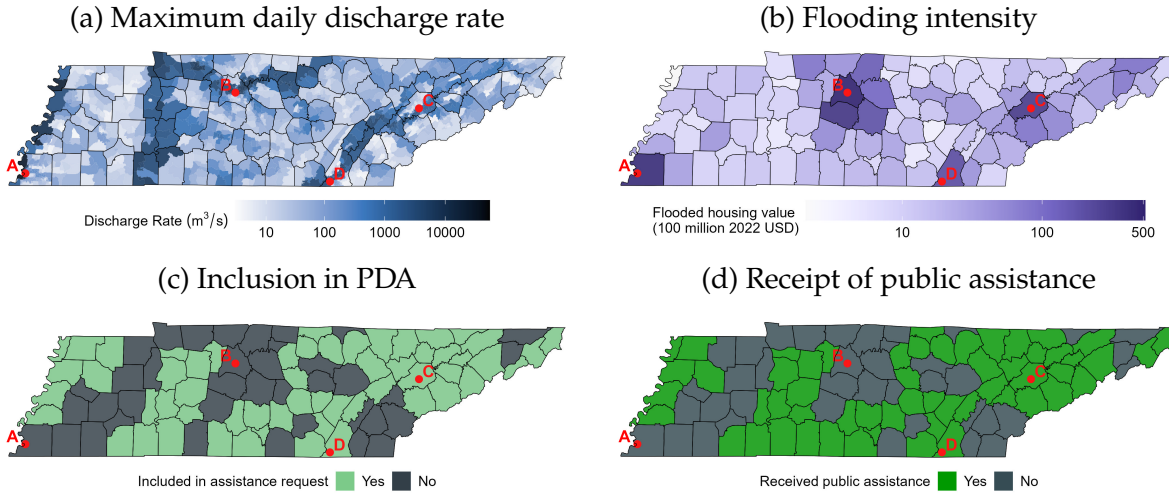 (a) Maximum daily discharge rate
A
B
C
D
Discharge Rate (m³/s)
10 100 1000 10000
(b) Flooding intensity
A
B
C
D
Flooded housing value
(100 million 2022 USD)
10 100 500
(c) Inclusion in PDA
A
B
C
D
Included in assistance request Yes No
(d) Receipt of public assistance
A
B
C
D
Received public assistance Yes No